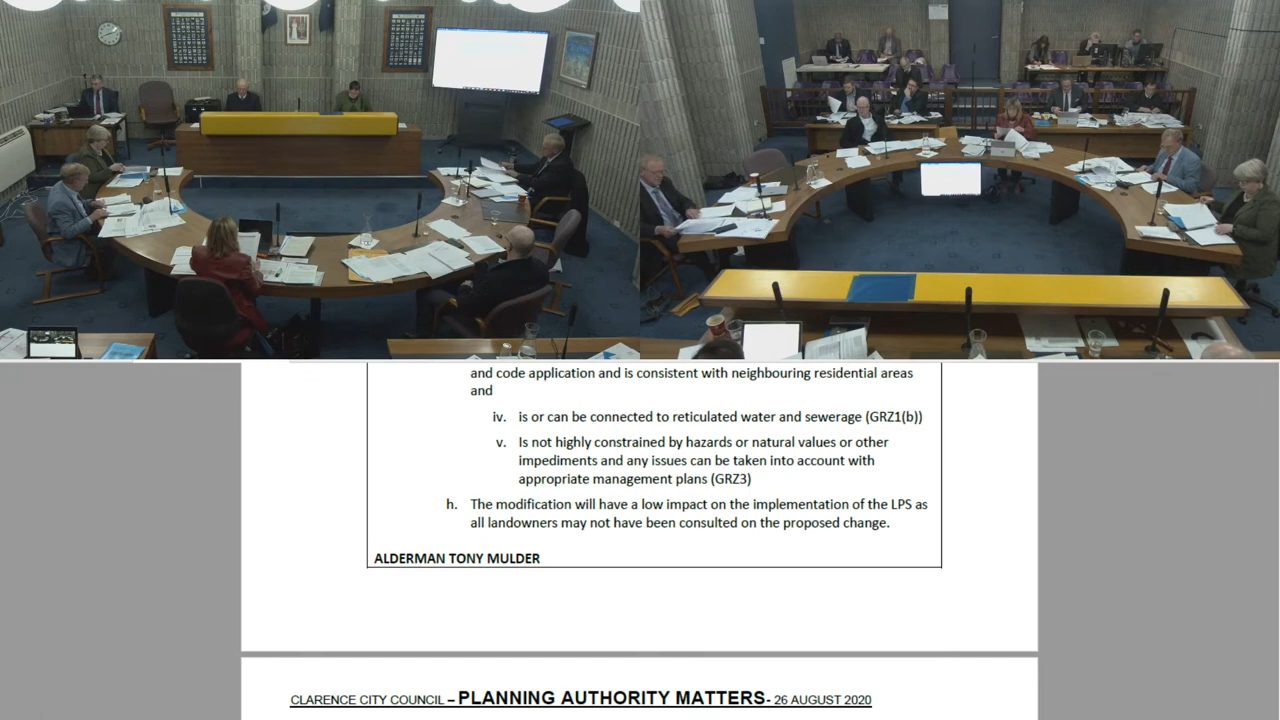 and code application and is consistent with neighbouring residential areas
and
iv. is or can be connected to reticulated water and sewerage (GRZ1(b))
v. Is not highly constrained by hazards or natural values or other
impediments and any issues can be taken into account with
appropriate management plans (GRZ3)
h. The modification will have a low impact on the implementation of the LPS as
all landowners may not have been consulted on the proposed change.
ALDERMAN TONY MULDER
CLARENCE CITY COUNCIL – PLANNING AUTHORITY MATTERS- 26 AUGUST 2020